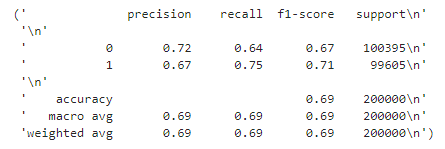 ('              precision    recall  f1-score   support\n'
 '\n'
 '           0       0.72      0.64      0.67    100395\n'
 '           1       0.67      0.75      0.71     99605\n'
 '\n'
 '    accuracy                           0.69    200000\n'
 '   macro avg       0.69      0.69      0.69    200000\n'
 'weighted avg       0.69      0.69      0.69    200000\n')